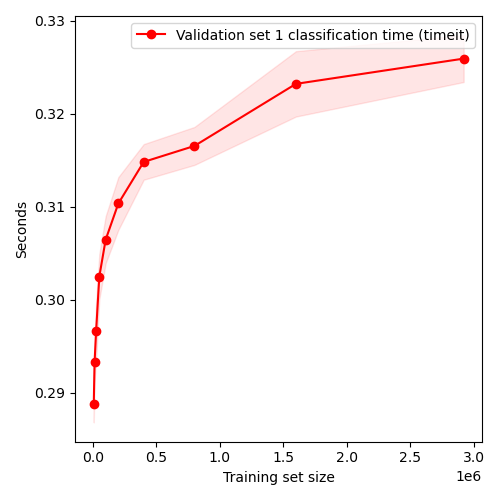 Validation set 1 classification time (timeit)
0.33
0.32
0.31
0.30
0.29
Seconds
0.0 0.5 1.0 1.5 2.0 2.5 3.0
1e6
Training set size